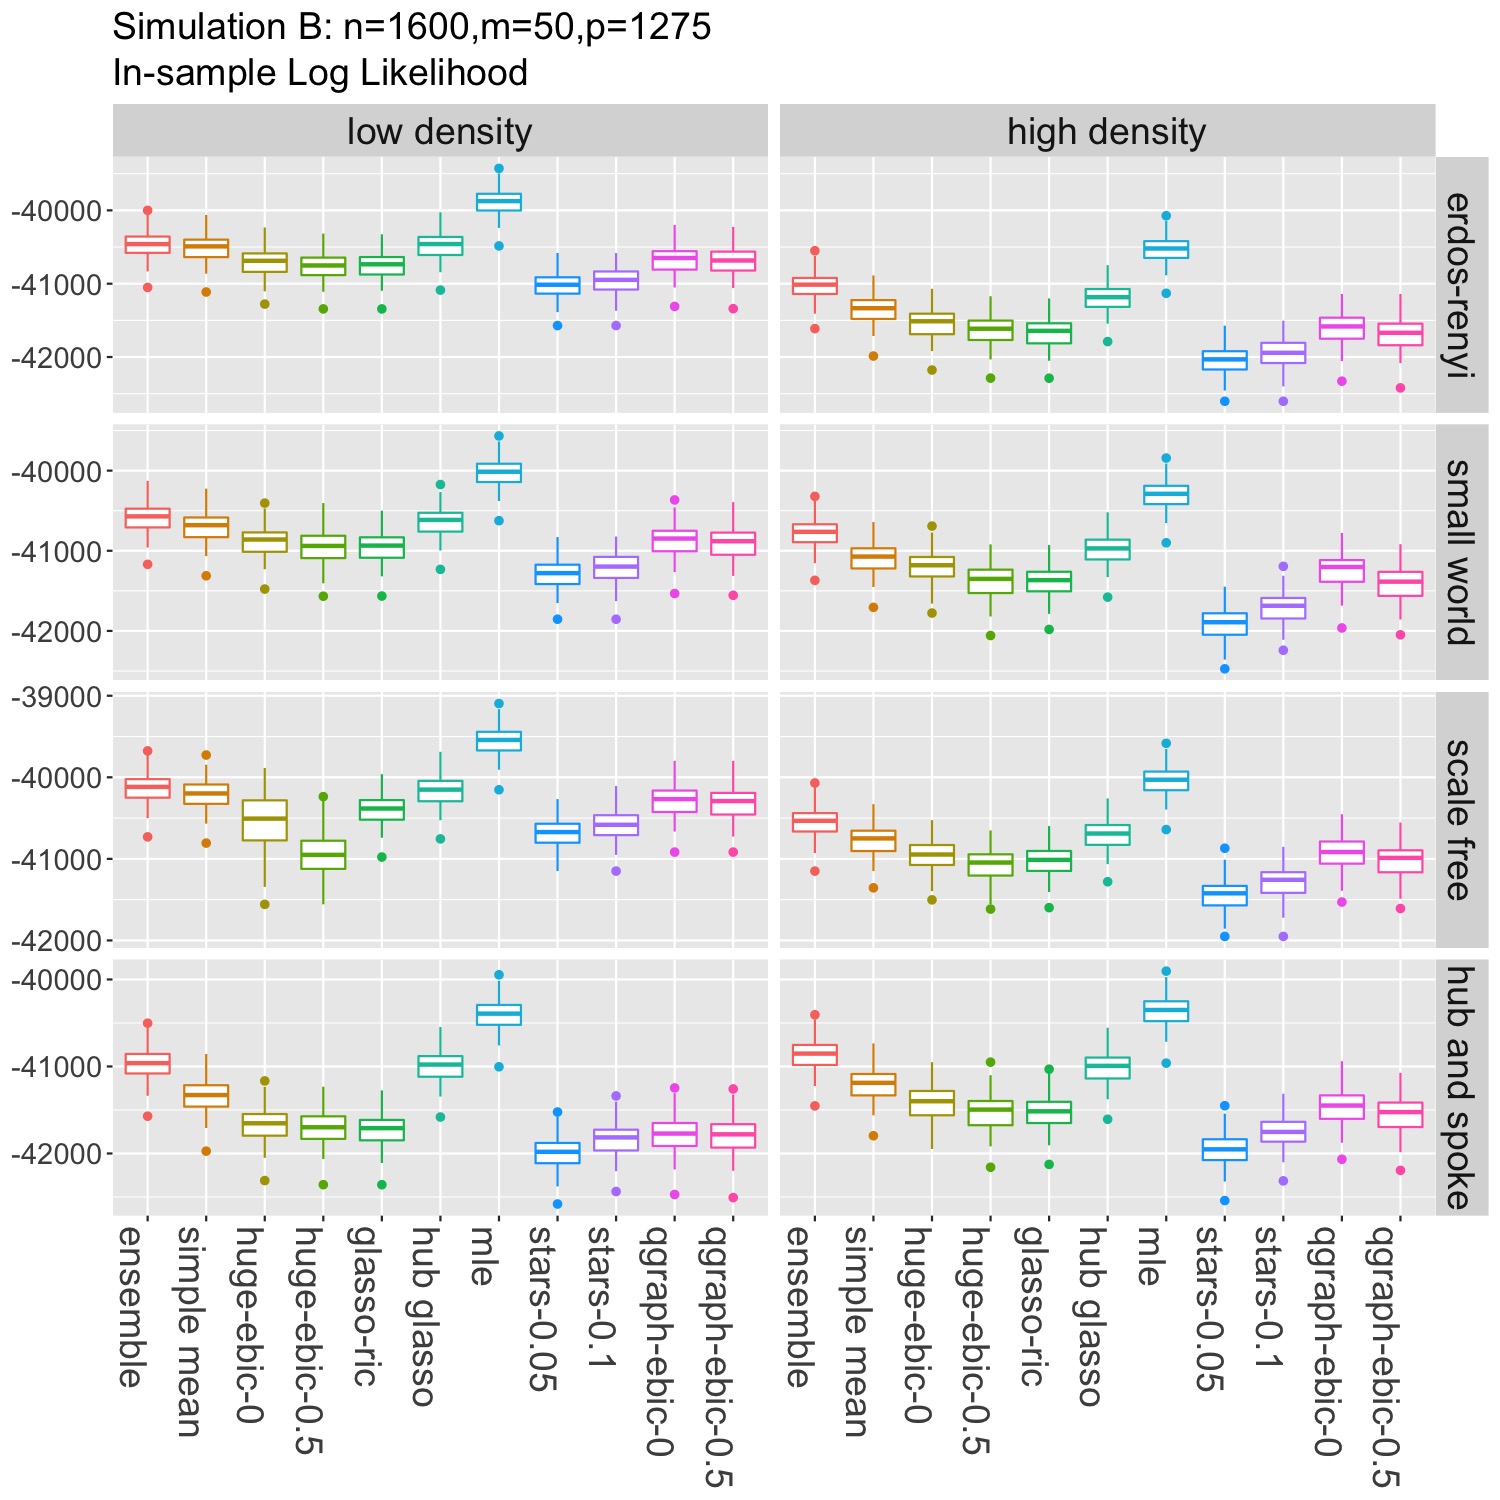 Simulation B: n=1600,m=50,p=1275
In-sample Log Likelihood
low density
high density
-40000
-41000
-42000
erdos-renyi
-40000
-41000
-42000
small world
-39000
-40000
-41000
-42000
scale free
-40000
-41000
-42000
hub and spoke
ensemble
simple mean
huge-ebic-0
huge-ebic-0.5
glasso-ric
hub glasso
mle
stars-0.05
stars-0.1
qgraph-ebic-0
qgraph-ebic-0.5
ensemble
simple mean
huge-ebic-0
huge-ebic-0.5
glasso-ric
hub glasso
mle
stars-0.05
stars-0.1
qgraph-ebic-0
qgraph-ebic-0.5